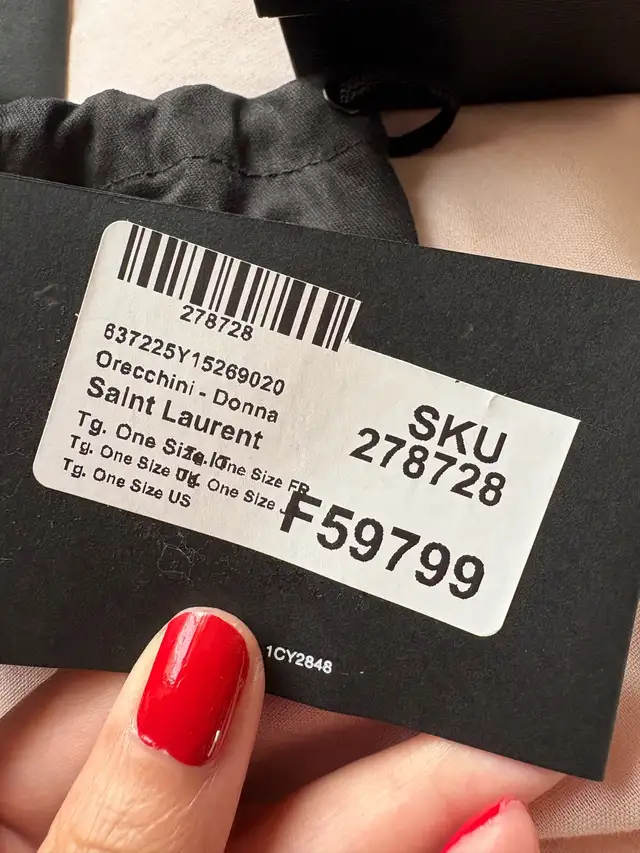 278728
637225Y15269020
Orecchini - Donna
Saint Laurent
Tg. One Size IT
Tg. One Size FR
Tg. One Size UK
Tg. One Size
Tg. One Size US
SKU
278728
F59799
1CY2848